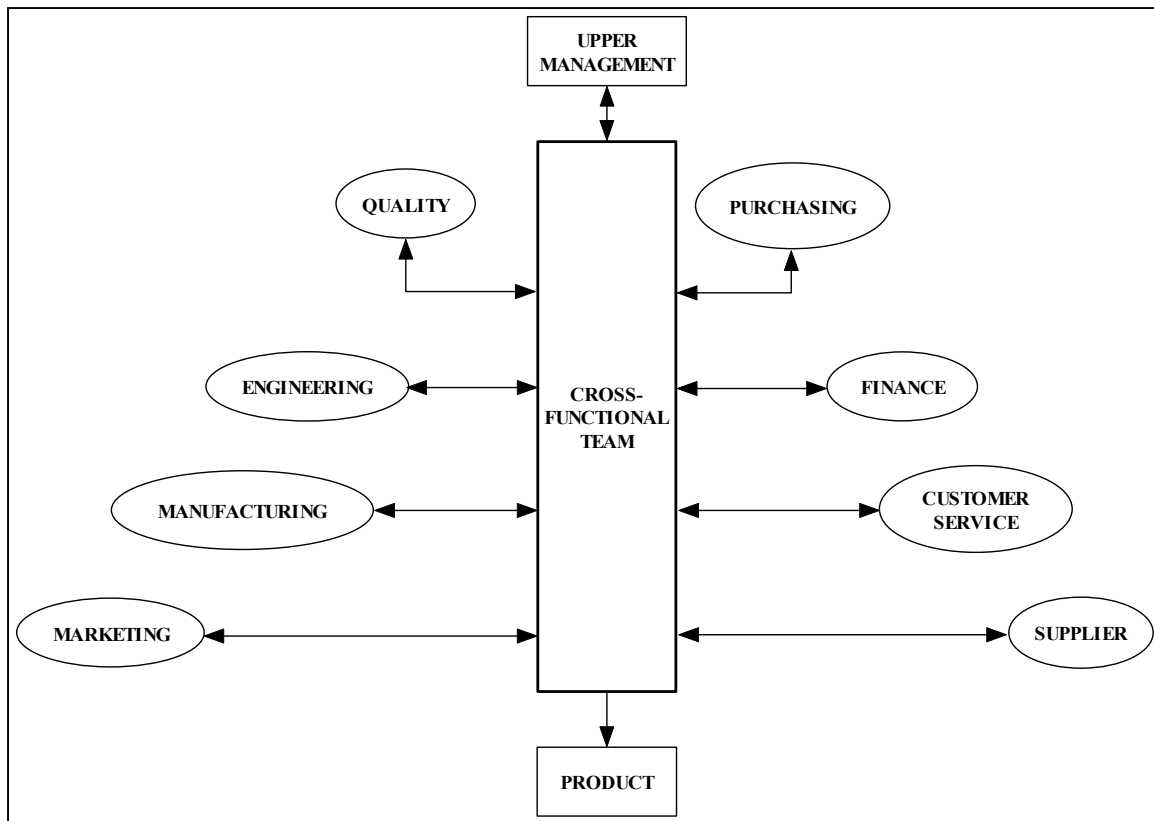 UPPER
MANAGEMENT
QUALITY
PURCHASING
ENGINEERING
CROSS-
FUNCTIONAL
TEAM
FINANCE
MANUFACTURING
CUSTOMER
SERVICE
MARKETING
SUPPLIER
PRODUCT